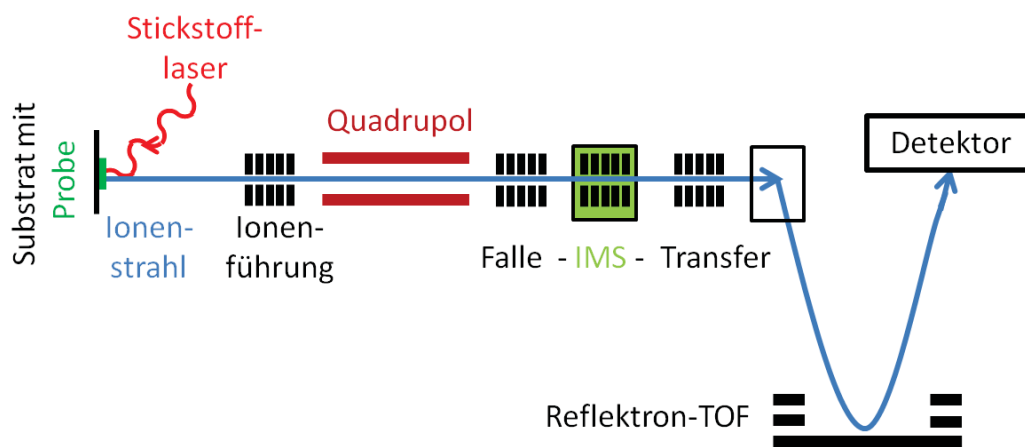 Stickstoff-
laser
Substrat mit
Probe
Quadrupol
Detektor
Ionen-
strahl
Ionen-
führung
Falle - IMS - Transfer
Reflektron-TOF